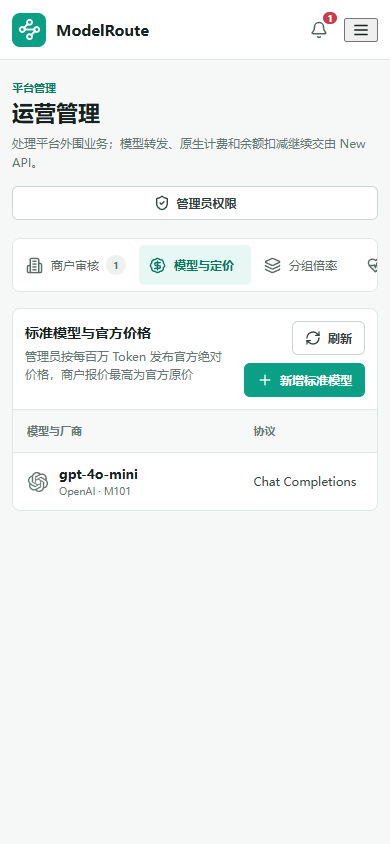 ModelRoute
1
平台管理
运营管理
处理平台外围业务；模型转发、原生计费和余额扣减继续交由 New
API。
管理员权限
商户审核 1 模型与定价 分组倍率
标准模型与官方价格
管理员按每百万 Token 发布官方绝对
价格，商户报价最高为官方原价
刷新
新增标准模型
模型与厂商 协议
gpt-4o-mini
OpenAI · M101
Chat Completions